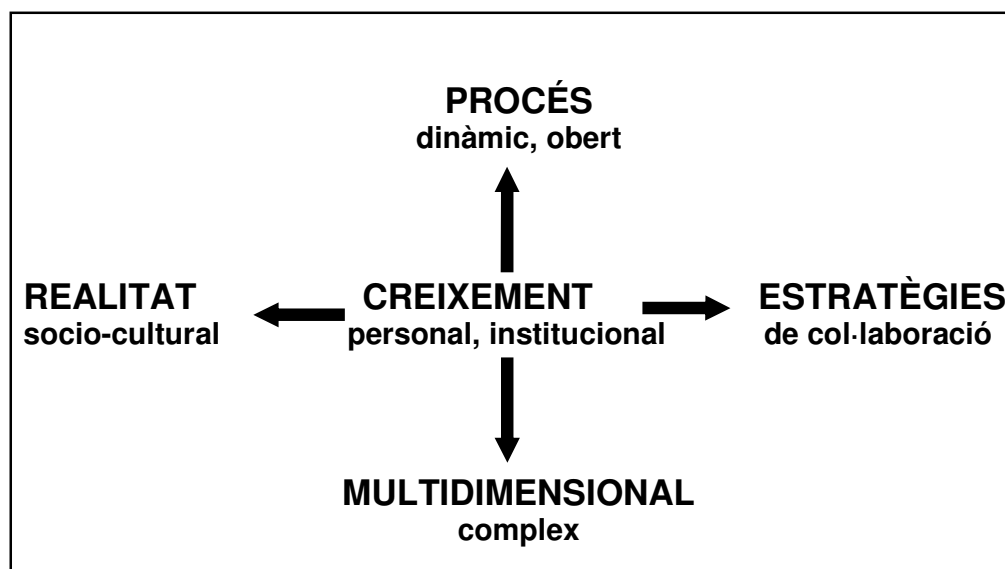 PROCÉS
dinàmic, obert
REALITAT
socio-cultural
CREIXEMENT
personal, institucional
ESTRATÈGIES
de col·laboració
MULTIDIMENSIONAL
complex